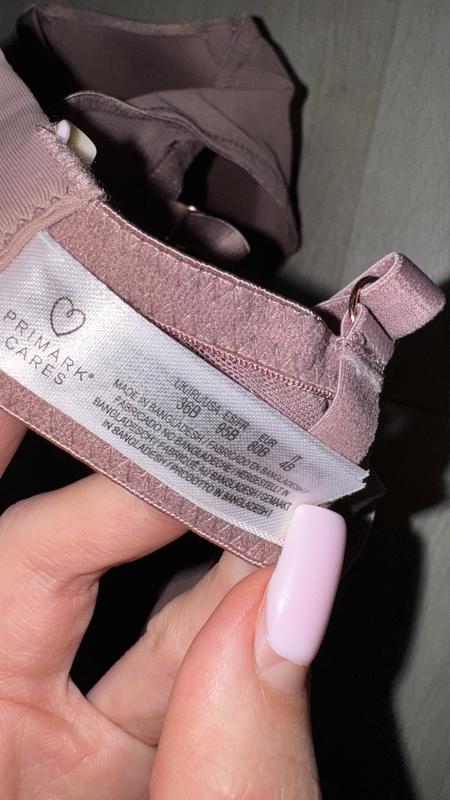 PRIMARK®
CARES
UK/IRL/USA ES/FR EUR IT
36B 95B 80B 4B
MADE IN BANGLADESH / FABRICADO EN BANGLADESH /
FABRICADO NO BANGLADECHE / HERGESTELLT IN
BANGLADESCH / FABRIQUÉ AU BANGLADESH / GEMAAKT
IN BANGLADESH / PRODOTTO IN BANGLADESH /